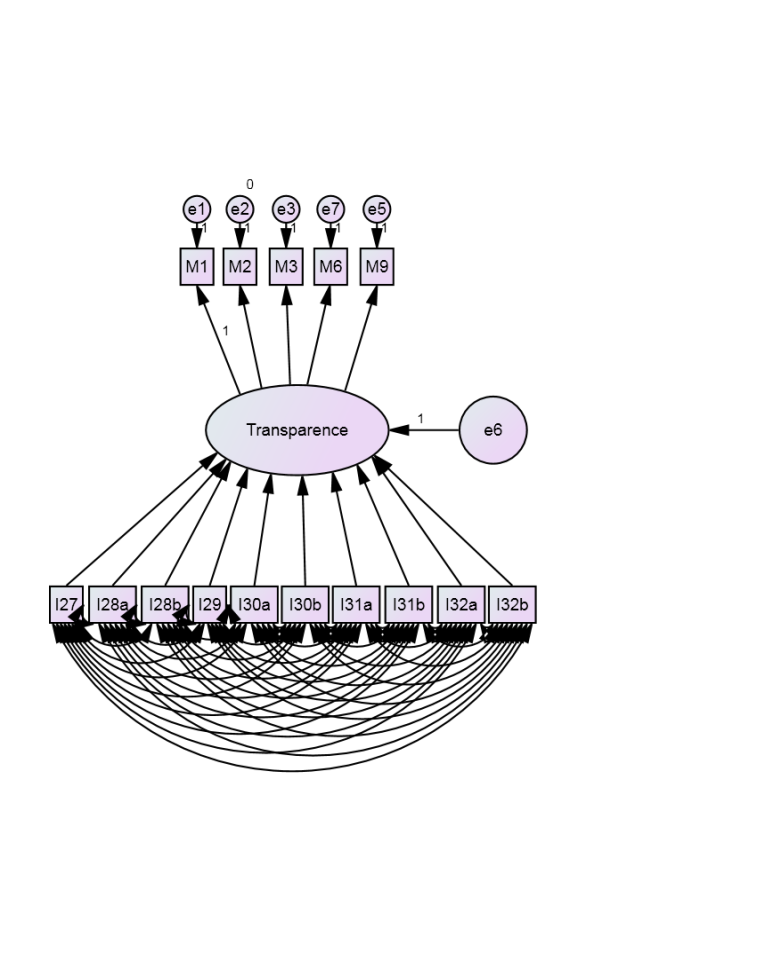 0
e1 e2 e3 e7 e5
1 1 1 1 1
M1 M2 M3 M6 M9
1
Transparence
1
e6
I27 I28a I28b I29 I30a I30b I31a I31b I32a I32b